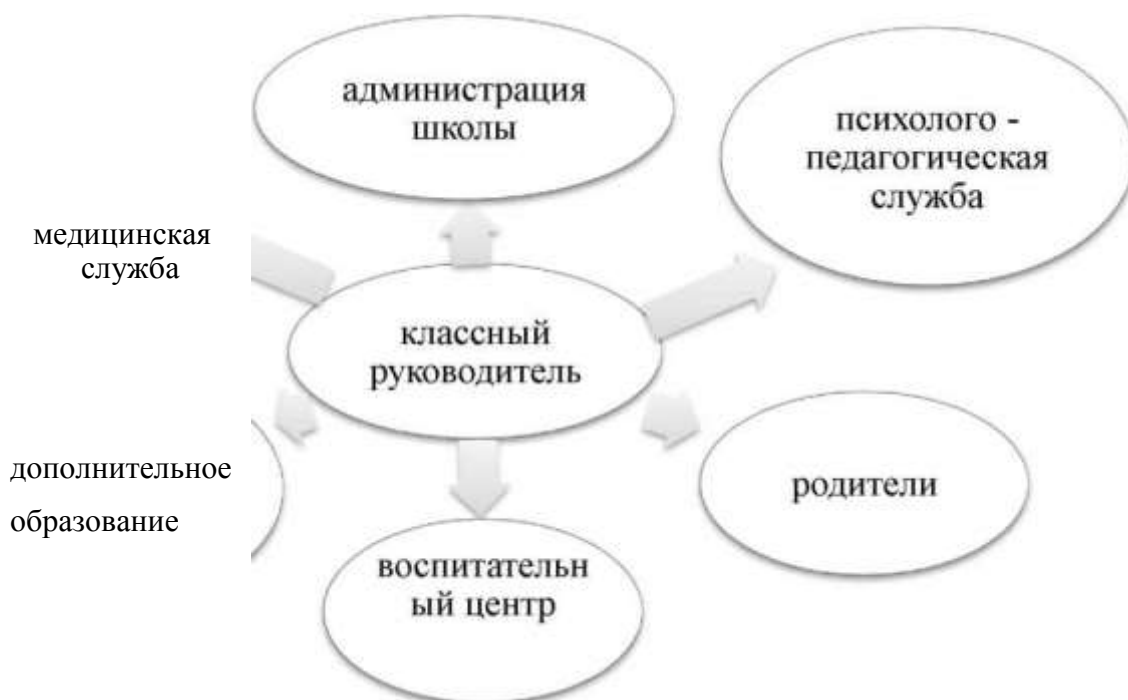 администрация
школы
психолого -
педагогическая
служба
медицинская
служба
классный
руководитель
дополнительное
образование
родители
воспитательн
ый центр